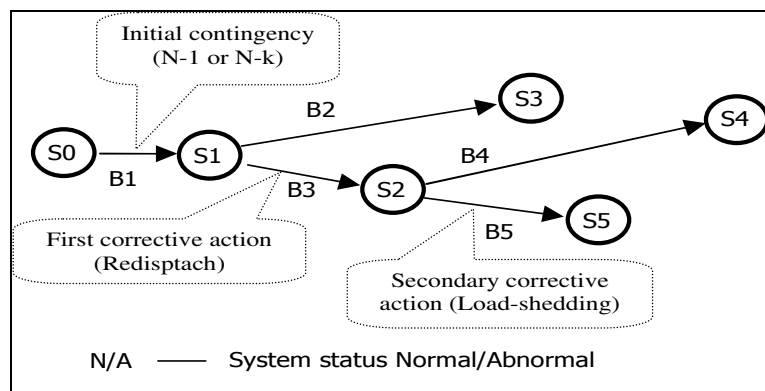 Initial contingency
(N-1 or N-k)
S0
B1
S1
B2
S3
B3
S2
B4
S4
B5
S5
First corrective action
(Redisptach)
Secondary corrective
action (Load-shedding)
N/A — System status Normal/Abnormal